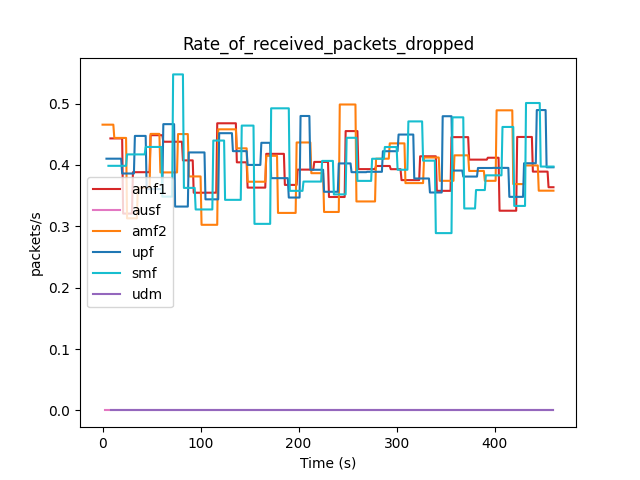 Rate_of_received_packets_dropped
packets/s
0.5
0.4
0.3
0.2
0.1
0.0
amf1
ausf
amf2
upf
smf
udm
0 100 200 300 400
Time (s)